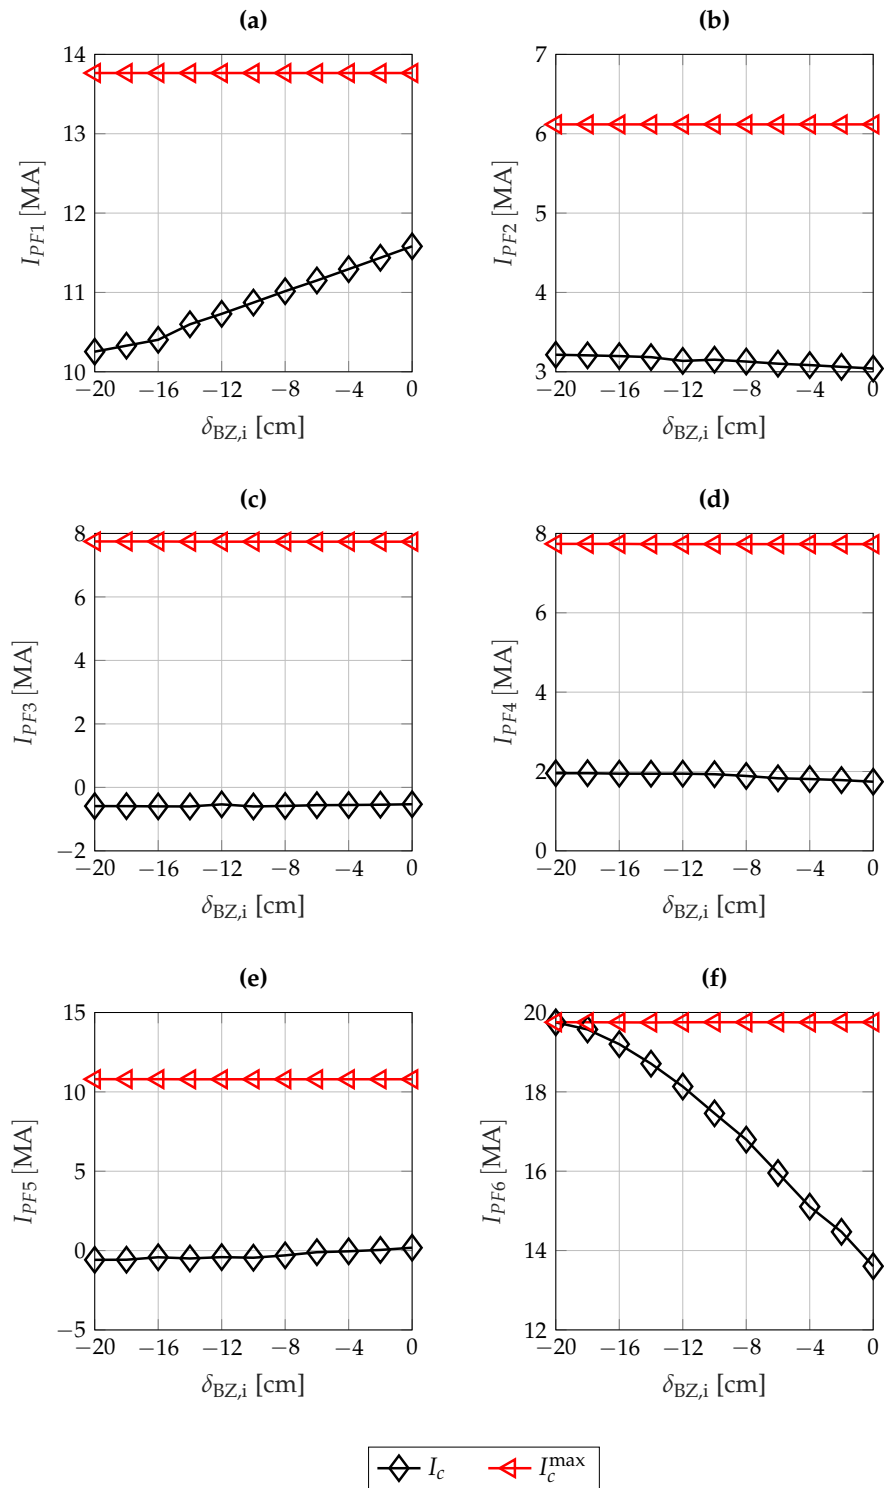 (a)
14
13
12
11
10
I_{PF1} [MA]
−20 −16 −12 −8 −4 0
δ_{BZ,i} [cm]
(b)
7
6
5
4
3
I_{PF2} [MA]
−20 −16 −12 −8 −4 0
δ_{BZ,i} [cm]
(c)
8
6
4
2
0
−2
I_{PF3} [MA]
−20 −16 −12 −8 −4 0
δ_{BZ,i} [cm]
(d)
8
6
4
2
0
I_{PF4} [MA]
−20 −16 −12 −8 −4 0
δ_{BZ,i} [cm]
(e)
15
10
5
0
−5
I_{PF5} [MA]
−20 −16 −12 −8 −4 0
δ_{BZ,i} [cm]
(f)
20
18
16
14
12
I_{PF6} [MA]
−20 −16 −12 −8 −4 0
δ_{BZ,i} [cm]
I_c I_c^{max}